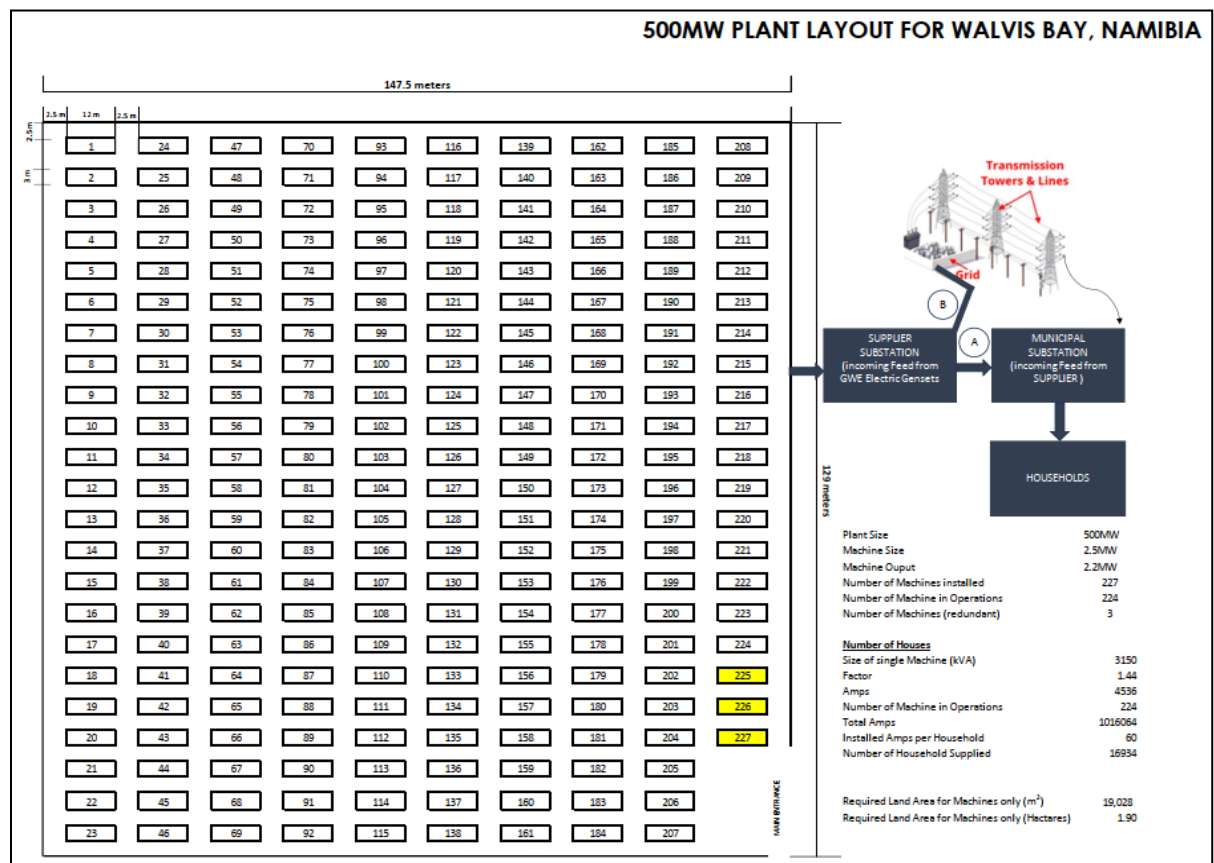 500MW PLANT LAYOUT FOR WALVIS BAY, NAMIBIA
147.5 meters
2.5 m 12 m 2.5 m
2.5m
3 m
1 24 47 70 93 116 139 162 185 208
2 25 48 71 94 117 140 163 186 209
3 26 49 72 95 118 141 164 187 210
4 27 50 73 96 119 142 165 188 211
5 28 51 74 97 120 143 166 189 212
6 29 52 75 98 121 144 167 190 213
7 30 53 76 99 122 145 168 191 214
8 31 54 77 100 123 146 169 192 215
9 32 55 78 101 124 147 170 193 216
10 33 56 79 102 125 148 171 194 217
11 34 57 80 103 126 149 172 195 218
12 35 58 81 104 127 150 173 196 219
13 36 59 82 105 128 151 174 197 220
14 37 60 83 106 129 152 175 198 221
15 38 61 84 107 130 153 176 199 222
16 39 62 85 108 131 154 177 200 223
17 40 63 86 109 132 155 178 201 224
18 41 64 87 110 133 156 179 202 225
19 42 65 88 111 134 157 180 203 226
20 43 66 89 112 135 158 181 204 227
21 44 67 90 113 136 159 182 205
22 45 68 91 114 137 160 183 206
23 46 69 92 115 138 161 184 207
MAIN ENTRANCE
129 meters
Transmission
Towers & Lines
Grid
B
A
SUPPLIER
SUBSTATION
(incoming Feed from
GWE Electric Gensets
MUNICIPAL
SUBSTATION
(incoming Feed from
SUPPLIER )
HOUSEHOLDS
Plant Size 500MW
Machine Size 2.5MW
Machine Ouput 2.2MW
Number of Machines installed 227
Number of Machine in Operations 224
Number of Machines (redundant) 3
Number of Houses
Size of single Machine (kVA) 3150
Factor 1.44
Amps 4536
Number of Machine in Operations 224
Total Amps 1016064
Installed Amps per Household 60
Number of Household Supplied 16934
Required Land Area for Machines only (m²) 19,028
Required Land Area for Machines only (Hactares) 1.90